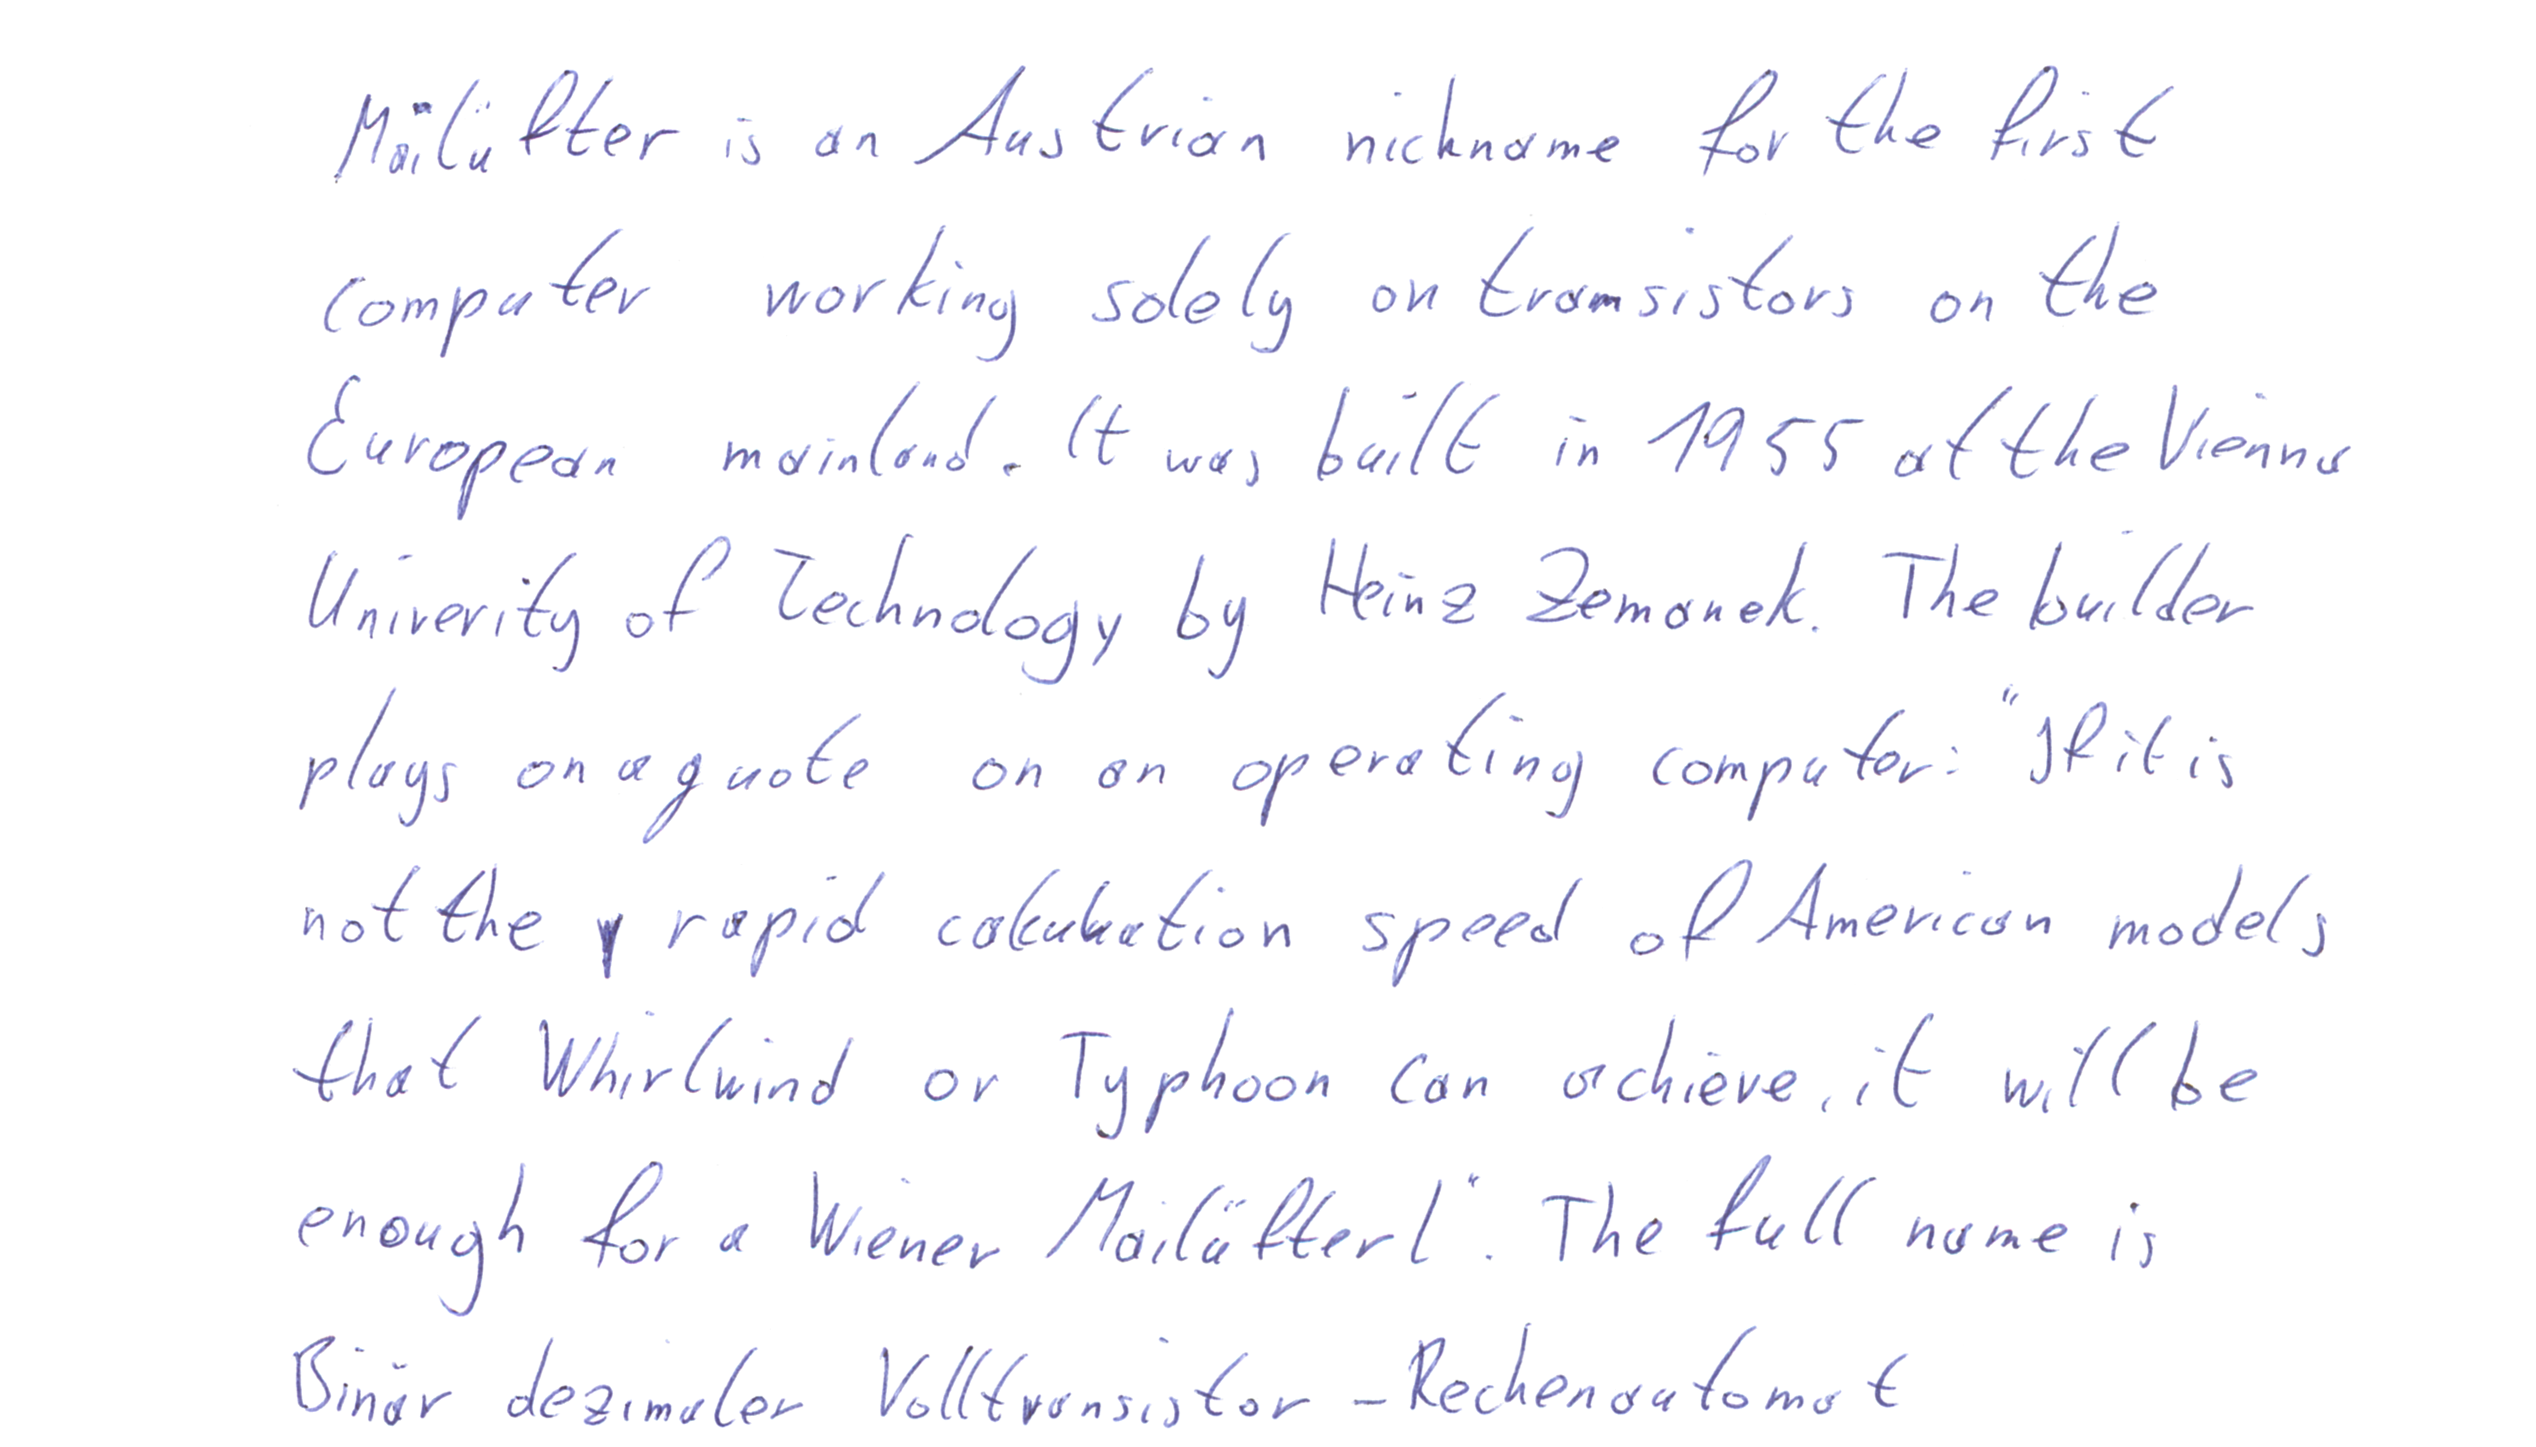 Mailüfter is an Austrian nickname for the first
computer working solely on tramsistors on the
European mainland. It was built in 1955 at the Vienna
Univerity of Technology by Heinz Zemanek. The builder
plays on a quote on an operating computer: "If it is
not the rapid calculation speed of American models
that Whirlwind or Typhoon can achieve, it will be
enough for a Wiener Mailüfterl". The full name is
Binär dezimaler Volltransistor-Rechenautomat